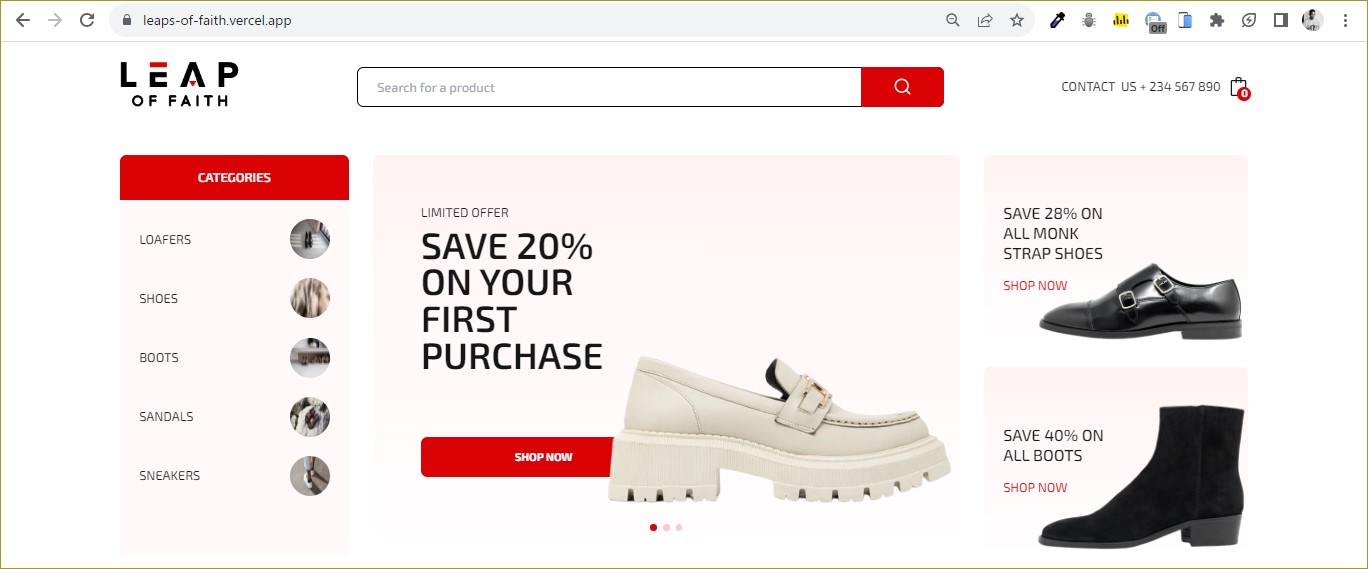 leaps-of-faith.vercel.app
Off
LEAP
OF FAITH
Search for a product
CONTACT US + 234 567 890
0
CATEGORIES
LOAFERS
SHOES
BOOTS
SANDALS
SNEAKERS
LIMITED OFFER
SAVE 20%
ON YOUR
FIRST
PURCHASE
SHOP NOW
SAVE 28% ON
ALL MONK
STRAP SHOES
SHOP NOW
SAVE 40% ON
ALL BOOTS
SHOP NOW